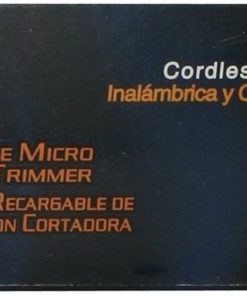 Cordles
Inalámbrica y C
E MICRO
TRIMMER
RECARGABLE DE
ON CORTADORA